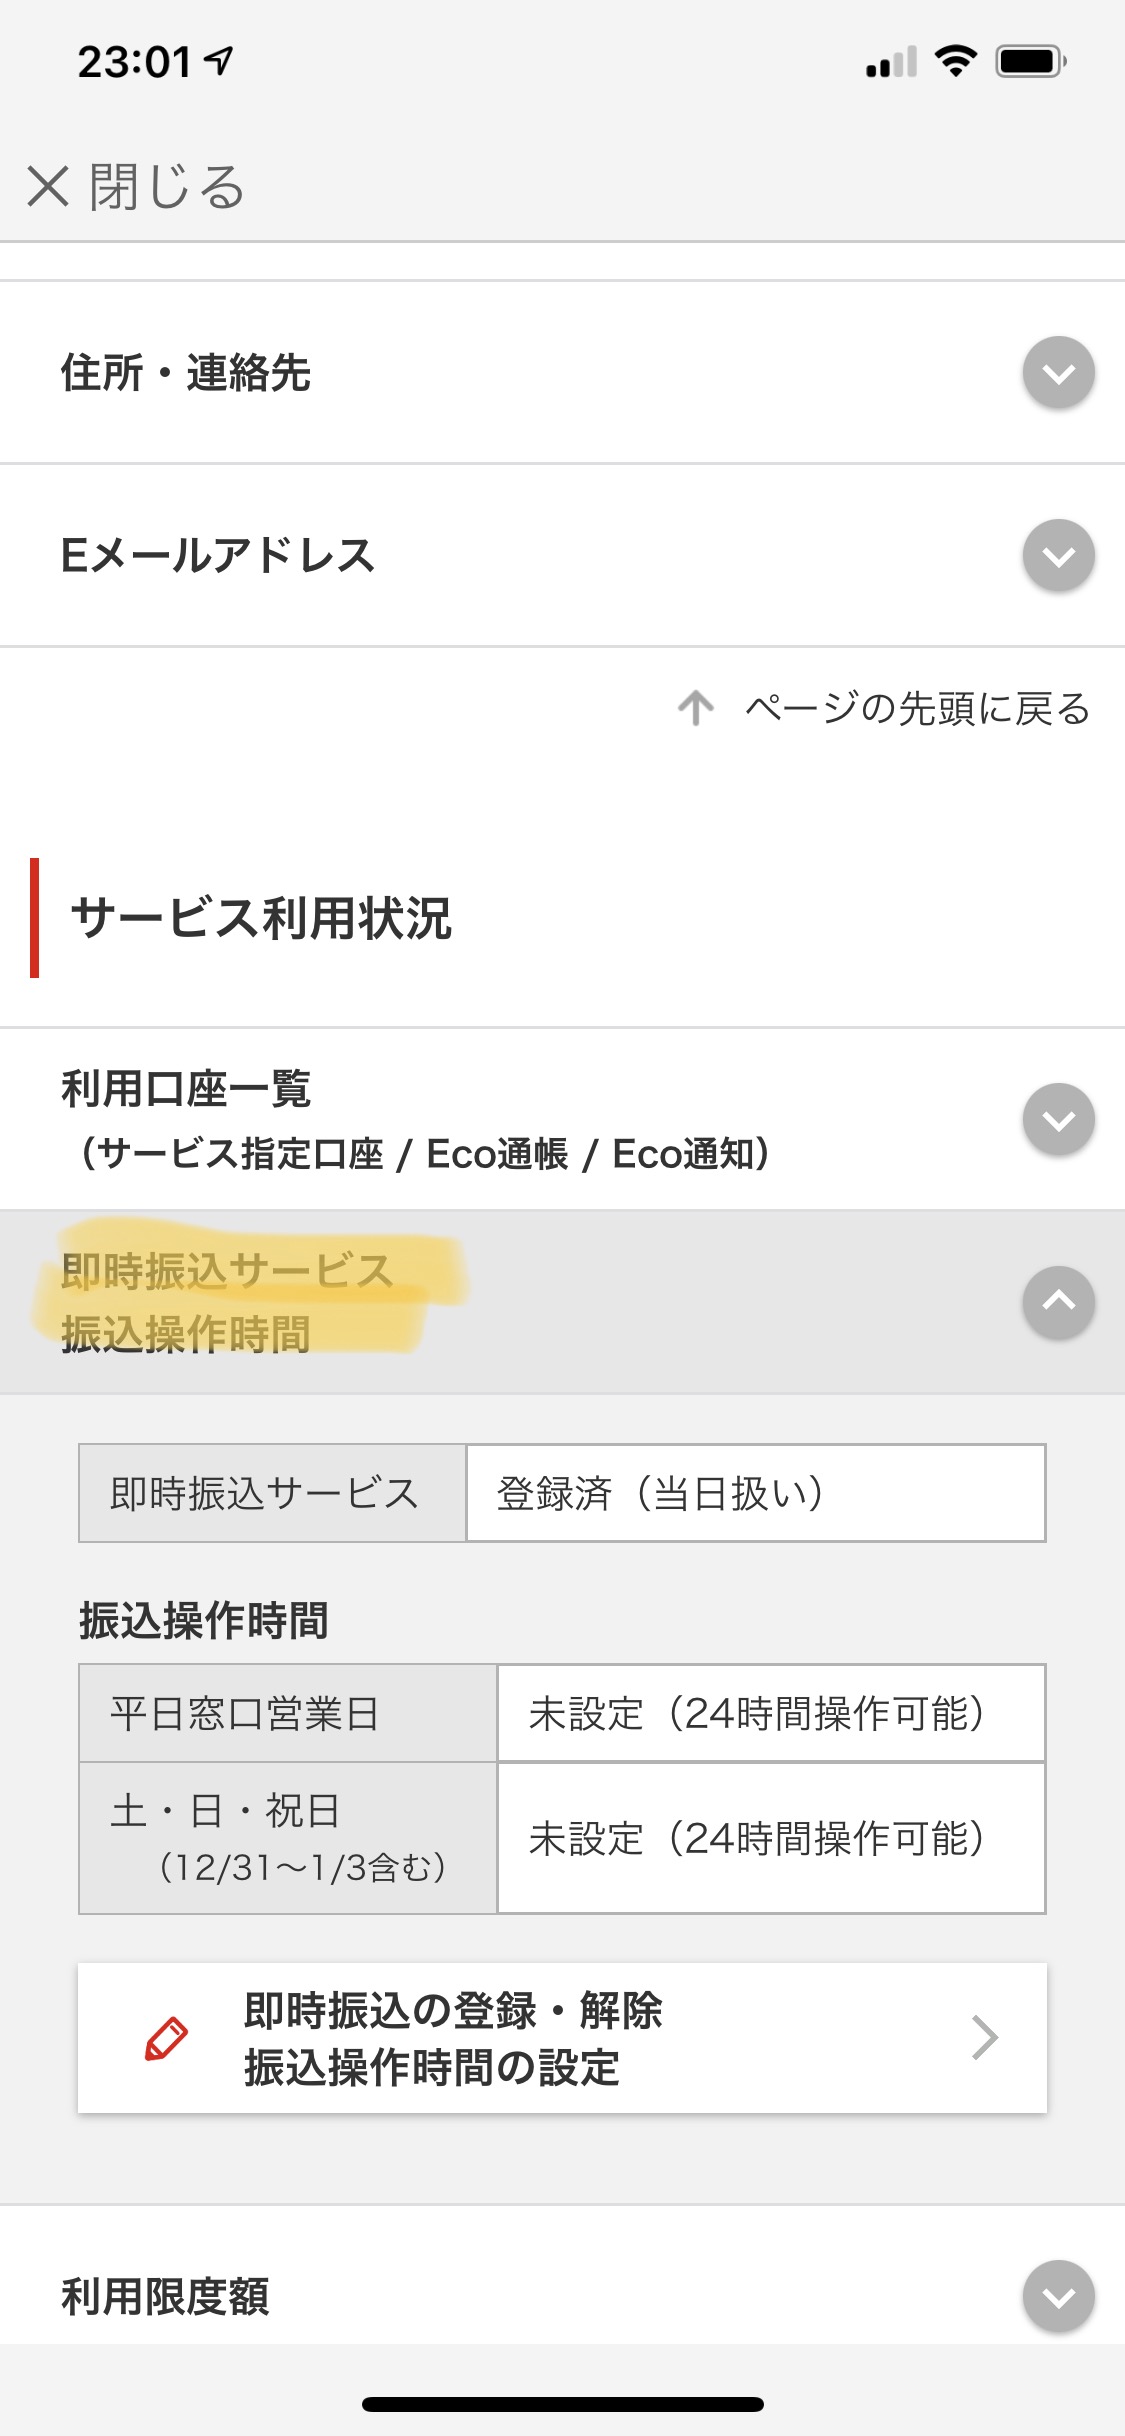 23:01
閉じる
住所・連絡先
Eメールアドレス
ページの先頭に戻る
サービス利用状況
利用口座一覧
（サービス指定口座 / Eco通帳 / Eco通知）
即時振込サービス
振込操作時間
即時振込サービス 登録済（当日扱い）
振込操作時間
平日窓口営業日 未設定（24時間操作可能）
土・日・祝日
（12/31〜1/3含む） 未設定（24時間操作可能）
即時振込の登録・解除
振込操作時間の設定
利用限度額